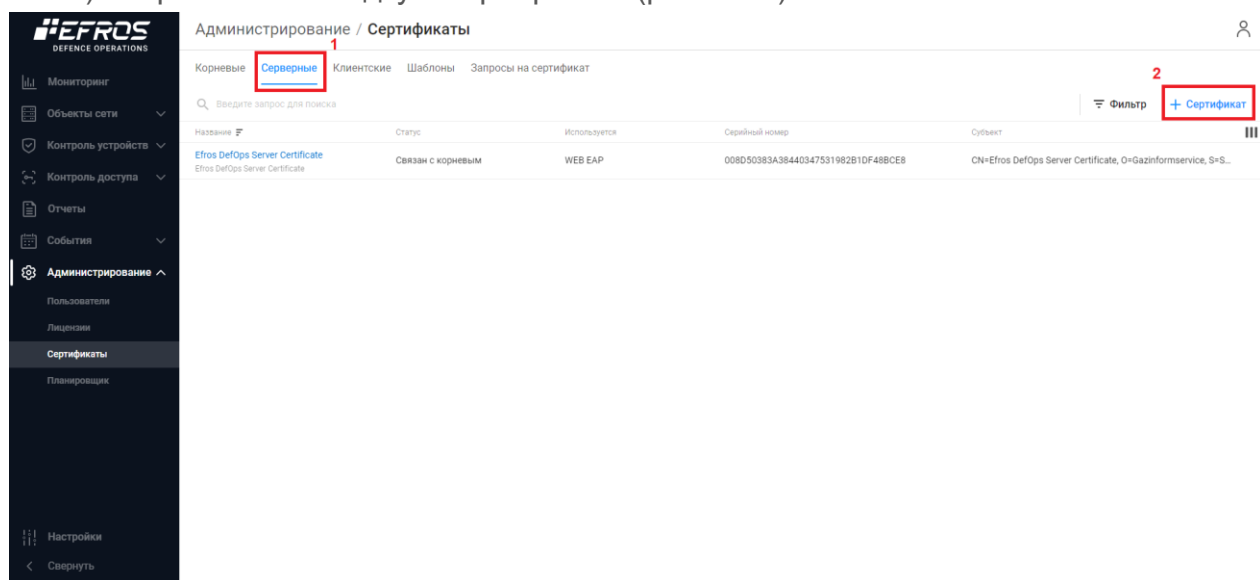 EFROS
DEFENCE OPERATIONS
Администрирование / Сертификаты
1
Корневые Серверные Клиентские Шаблоны Запросы на сертификат
2
Введите запрос для поиска
Фильтр
+ Сертификат
Название Статус Используется Серийный номер Субъект
Efros DefOps Server Certificate Связан с корневым WEB EAP 008D50383A38440347531982B1DF48BCE8 CN=Efros DefOps Server Certificate, O=Gazinformservice, S=S...
Efros DefOps Server Certificate
Мониторинг
Объекты сети
Контроль устройств
Контроль доступа
Отчеты
События
Администрирование
Пользователи
Лицензии
Сертификаты
Планировщик
Настройки
Свернуть